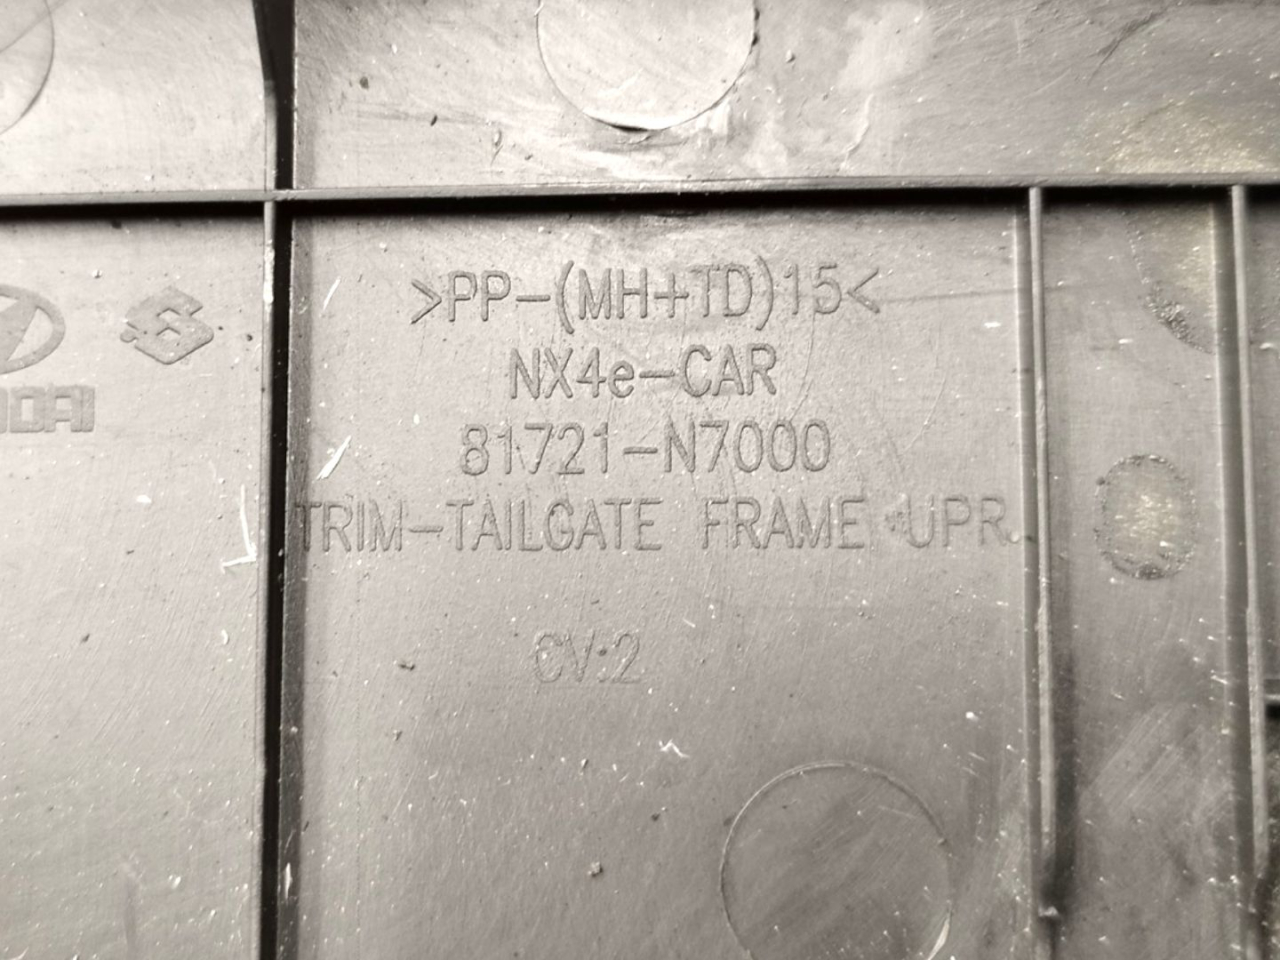 >PP-(MH+TD)15<
NX4e-CAR
81721-N7000
TRIM-TAILGATE FRAME UPR
CV:2